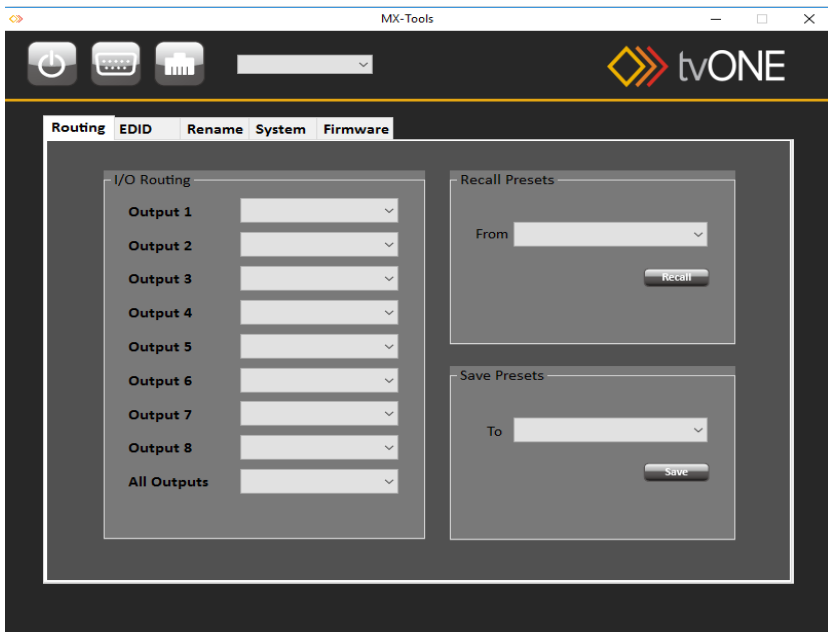 MX-Tools
tvONE
Routing EDID Rename System Firmware
I/O Routing
Output 1
Output 2
Output 3
Output 4
Output 5
Output 6
Output 7
Output 8
All Outputs
Recall Presets
From
Recall
Save Presets
To
Save